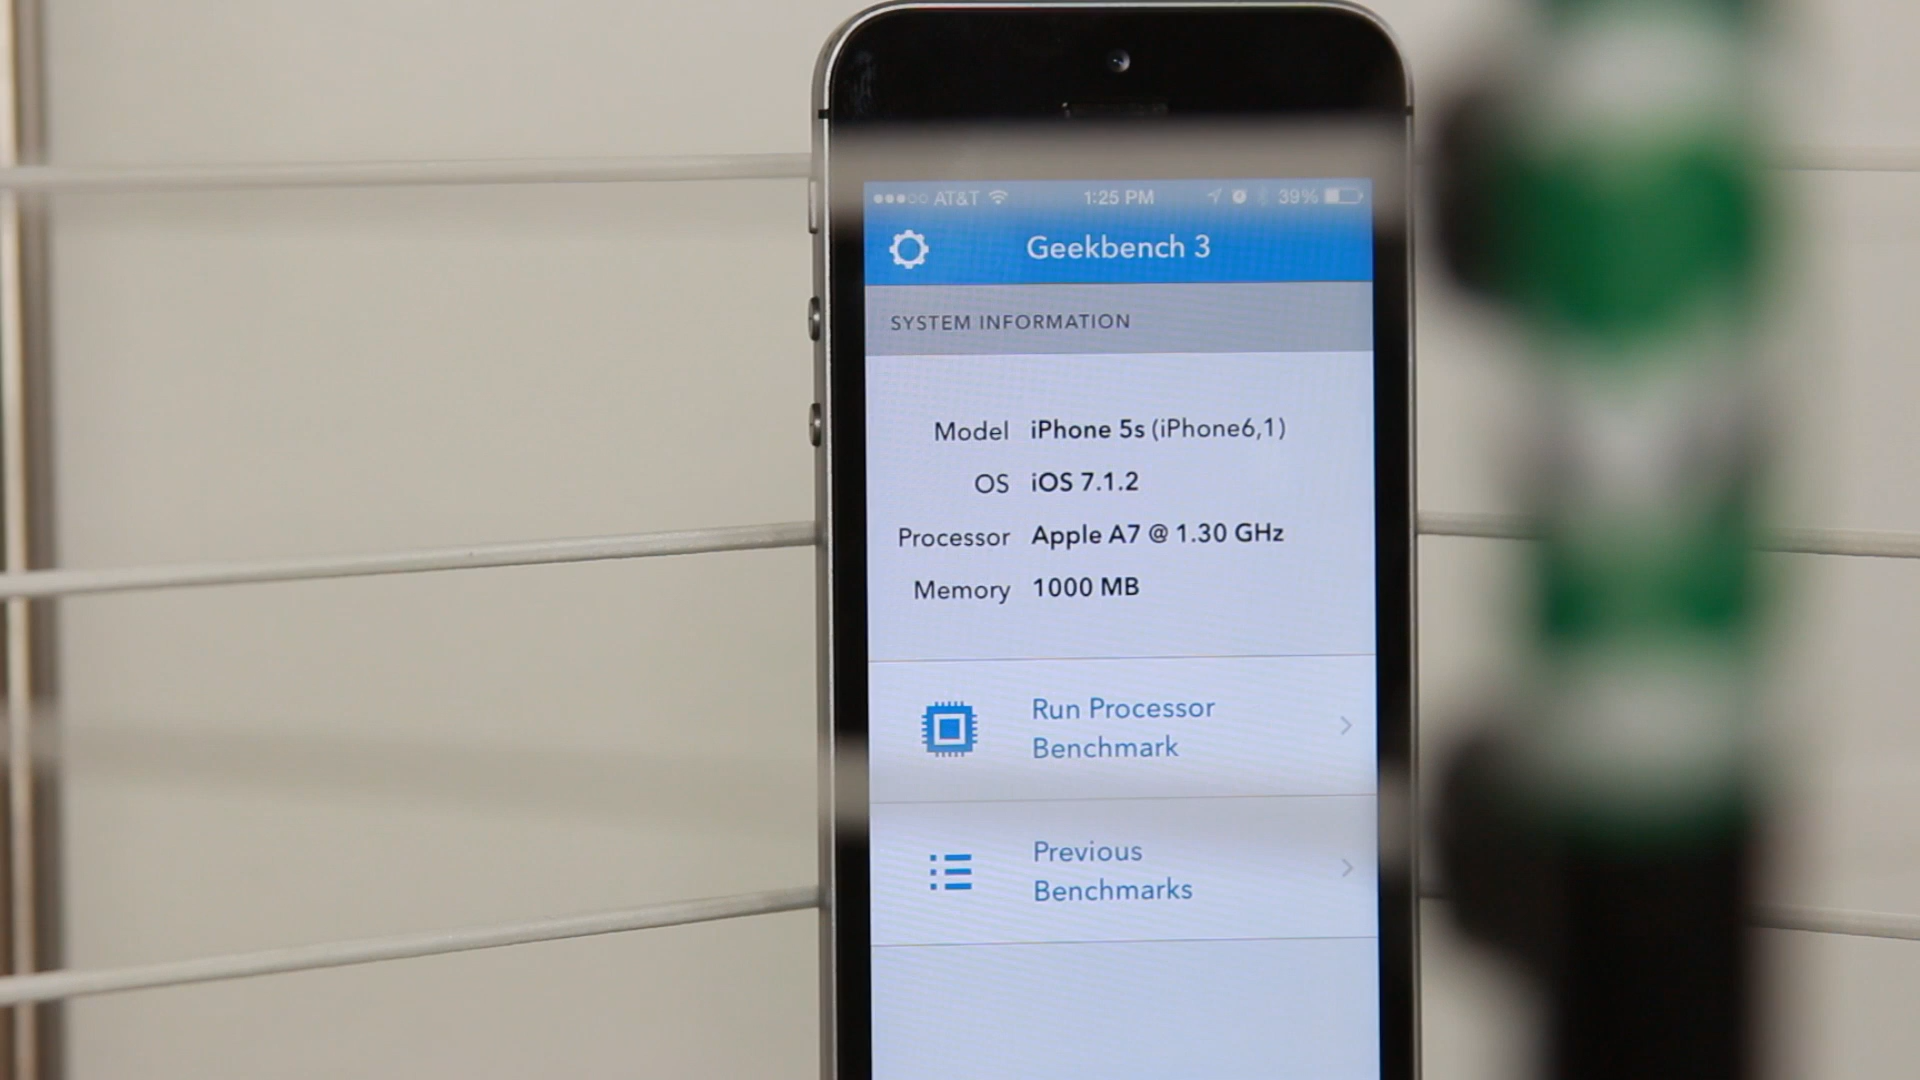 AT&T 1:25 PM 39%
Geekbench 3
SYSTEM INFORMATION
Model iPhone 5s (iPhone6,1)
OS iOS 7.1.2
Processor Apple A7 @ 1.30 GHz
Memory 1000 MB
Run Processor
Benchmark
Previous
Benchmarks